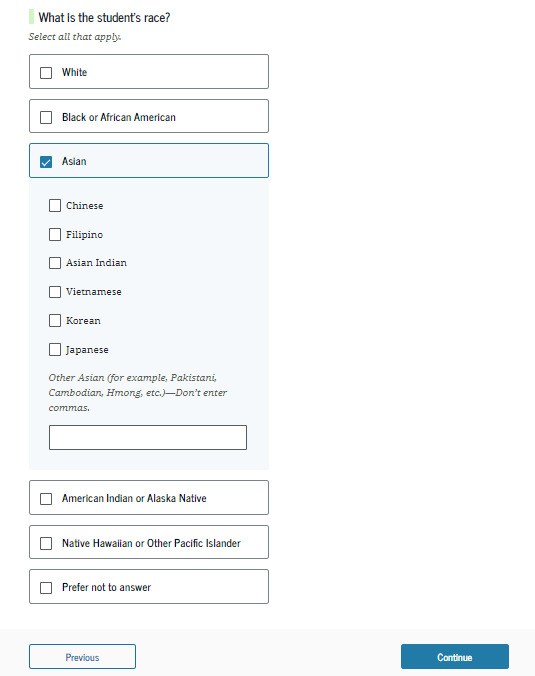 What is the student's race?
Select all that apply.
White
Black or African American
Asian
Chinese
Filipino
Asian Indian
Vietnamese
Korean
Japanese
Other Asian (for example, Pakistani,
Cambodian, Hmong, etc.)—Don't enter
commas.
American Indian or Alaska Native
Native Hawaiian or Other Pacific Islander
Prefer not to answer
Previous
Continue